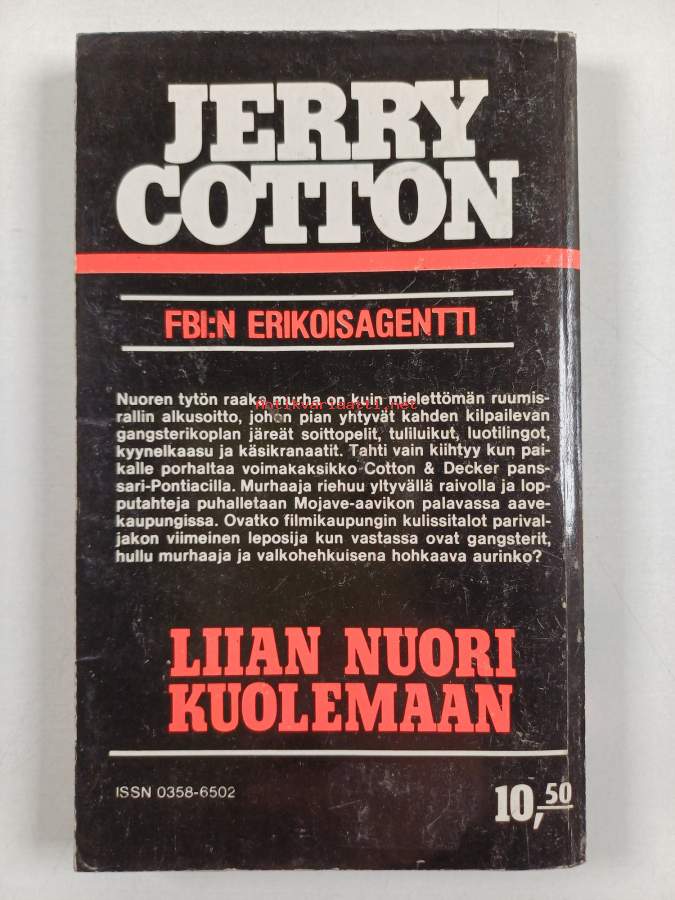 JERRY
COTTON
FBI:N ERIKOISAGENTTI
Nuoren tytön raaka murha on kuin mielettömän ruumis-
Antikvariaatti.net
rallin alkusoitto, johon pian yhtyvät kahden kilpailevan
gangsterikoplan järeät soittopelit, tuliluikut, luotilingot,
kyynelkaasu ja käsikranaatit. Tahti vain kiihtyy kun pai-
kalle porhaltaa voimakaksikko Cotton & Decker pans-
sari-Pontiacilla. Murhaaja riehuu yltyvällä raivolla ja lop-
putahteja puhalletaan Mojave-aavikon palavassa aave-
kaupungissa. Ovatko filmikaupungin kulissitalot parival-
jakon viimeinen leposija kun vastassa ovat gangsterit,
hullu murhaaja ja valkohehkuisena hohkaava aurinko?
LIIAN NUORI
KUOLEMAAN
ISSN 0358-6502
10,50